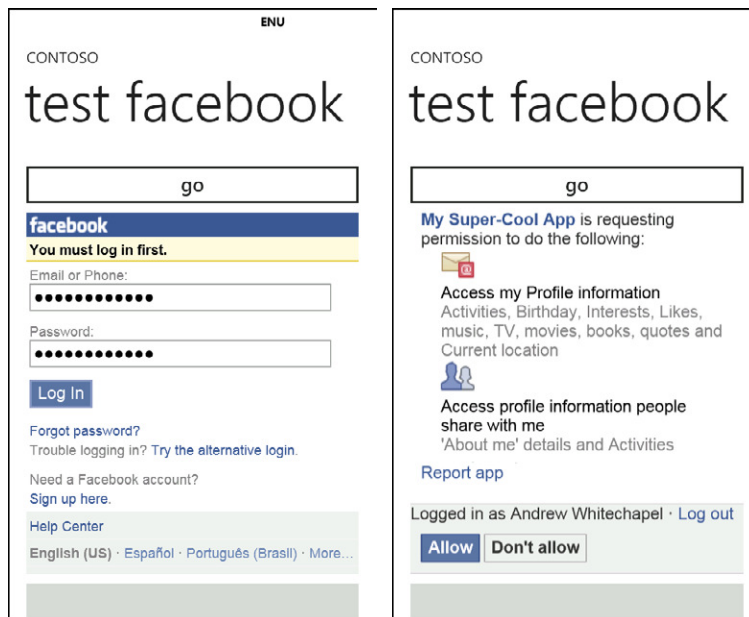 ENU
CONTOSO
test facebook
go
facebook
You must log in first.
Email or Phone:
●●●●●●●●●●●●
Password:
●●●●●●●●●●●●
Log In
Forgot password?
Trouble logging in? Try the alternative login.
Need a Facebook account?
Sign up here.
Help Center
English (US) · Español · Português (Brasil) · More...
CONTOSO
test facebook
go
My Super-Cool App is requesting
permission to do the following:
Access my Profile information
Activities, Birthday, Interests, Likes,
music, TV, movies, books, quotes and
Current location
Access profile information people
share with me
'About me' details and Activities
Report app
Logged in as Andrew Whitechapel · Log out
Allow Don't allow